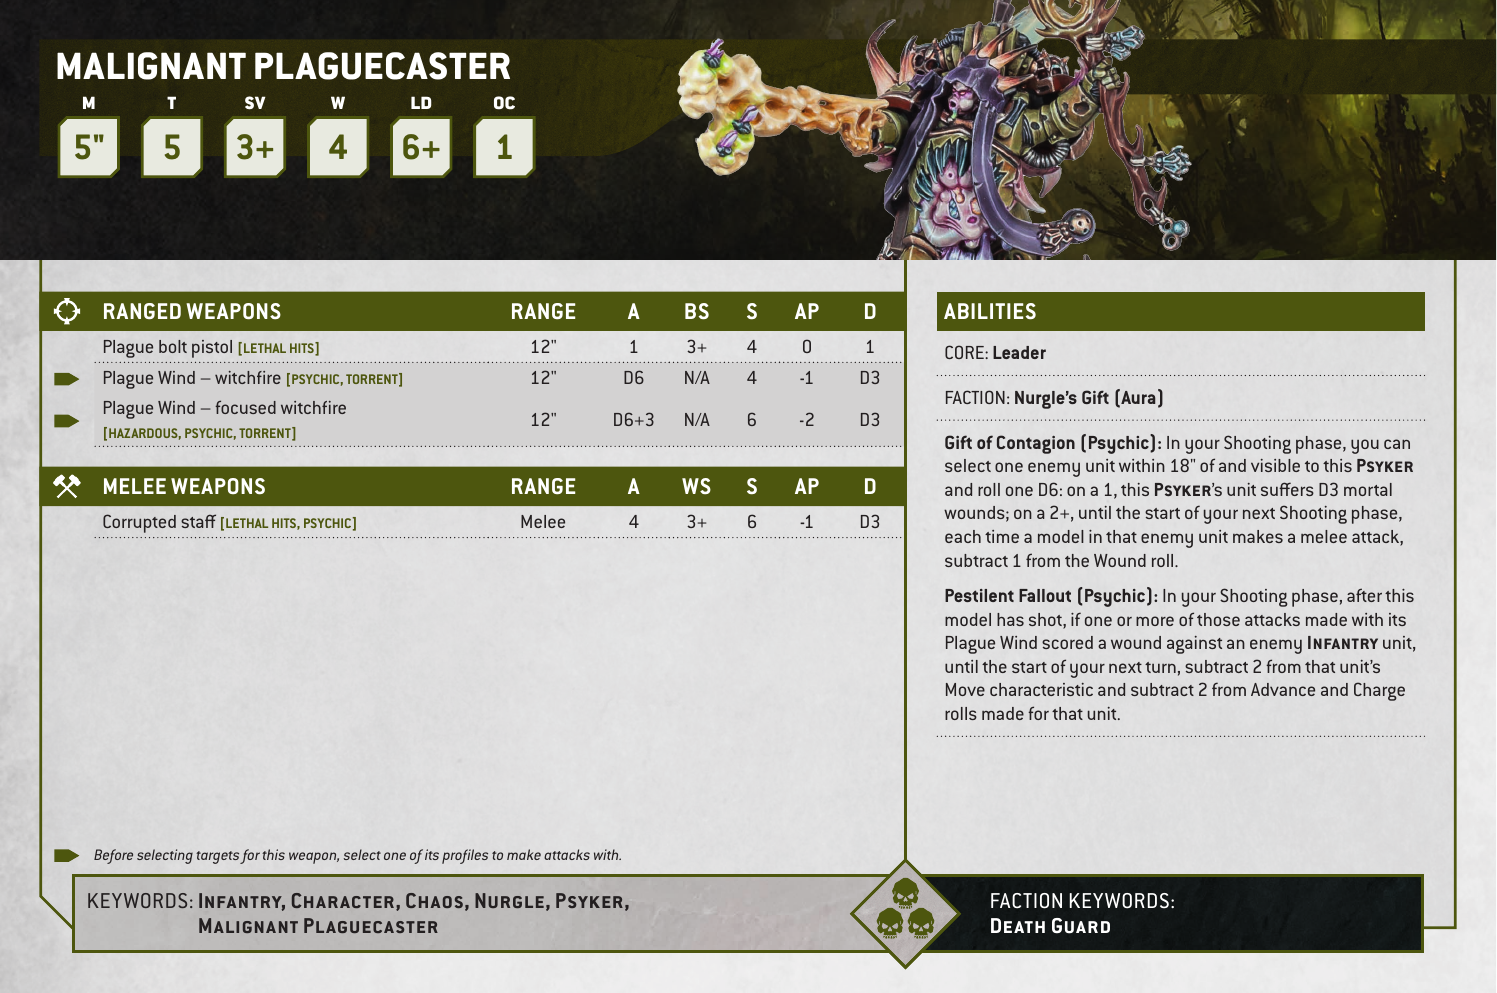 MALIGNANT PLAGUECASTER
M T SV W LD OC
5" 5 3+ 4 6+ 1
RANGED WEAPONS RANGE A BS S AP D
Plague bolt pistol [LETHAL HITS] 12" 1 3+ 4 0 1
Plague Wind – witchfire [PSYCHIC, TORRENT] 12" D6 N/A 4 -1 D3
Plague Wind – focused witchfire
[HAZARDOUS, PSYCHIC, TORRENT] 12" D6+3 N/A 6 -2 D3
MELEE WEAPONS RANGE A WS S AP D
Corrupted staff [LETHAL HITS, PSYCHIC] Melee 4 3+ 6 -1 D3
Before selecting targets for this weapon, select one of its profiles to make attacks with.
ABILITIES
CORE: Leader
FACTION: Nurgle's Gift (Aura)
Gift of Contagion (Psychic): In your Shooting phase, you can
select one enemy unit within 18" of and visible to this PSYKER
and roll one D6: on a 1, this PSYKER's unit suffers D3 mortal
wounds; on a 2+, until the start of your next Shooting phase,
each time a model in that enemy unit makes a melee attack,
subtract 1 from the Wound roll.
Pestilent Fallout (Psychic): In your Shooting phase, after this
model has shot, if one or more of those attacks made with its
Plague Wind scored a wound against an enemy INFANTRY unit,
until the start of your next turn, subtract 2 from that unit's
Move characteristic and subtract 2 from Advance and Charge
rolls made for that unit.
KEYWORDS: INFANTRY, CHARACTER, CHAOS, NURGLE, PSYKER,
MALIGNANT PLAGUECASTER
FACTION KEYWORDS:
DEATH GUARD